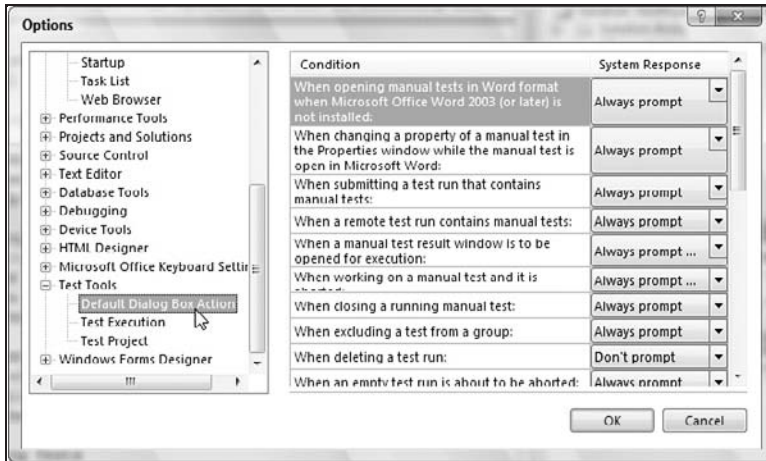 Options
Startup
Task List
Web Browser
Performance Tools
Projects and Solutions
Source Control
Text Editor
Database Tools
Debugging
Device Tools
HTML Designer
Microsoft Office Keyboard Settin
Test Tools
Default Dialog Box Action
Test Execution
Test Project
Windows Forms Designer
Condition System Response
When opening manual tests in Word format
when Microsoft Office Word 2003 (or later) is
not installed:
Always prompt
When changing a property of a manual test in
the Properties window while the manual test is
open in Microsoft Word:
Always prompt
When submitting a test run that contains
manual tests:
Always prompt
When a remote test run contains manual tests: Always prompt
When a manual test result window is to be
opened for execution:
Always prompt ...
When working on a manual test and it is
aborted:
Always prompt ...
When closing a running manual test: Always prompt
When excluding a test from a group: Always prompt
When deleting a test run: Don't prompt
When an empty test run is about to be aborted: Always prompt
OK Cancel